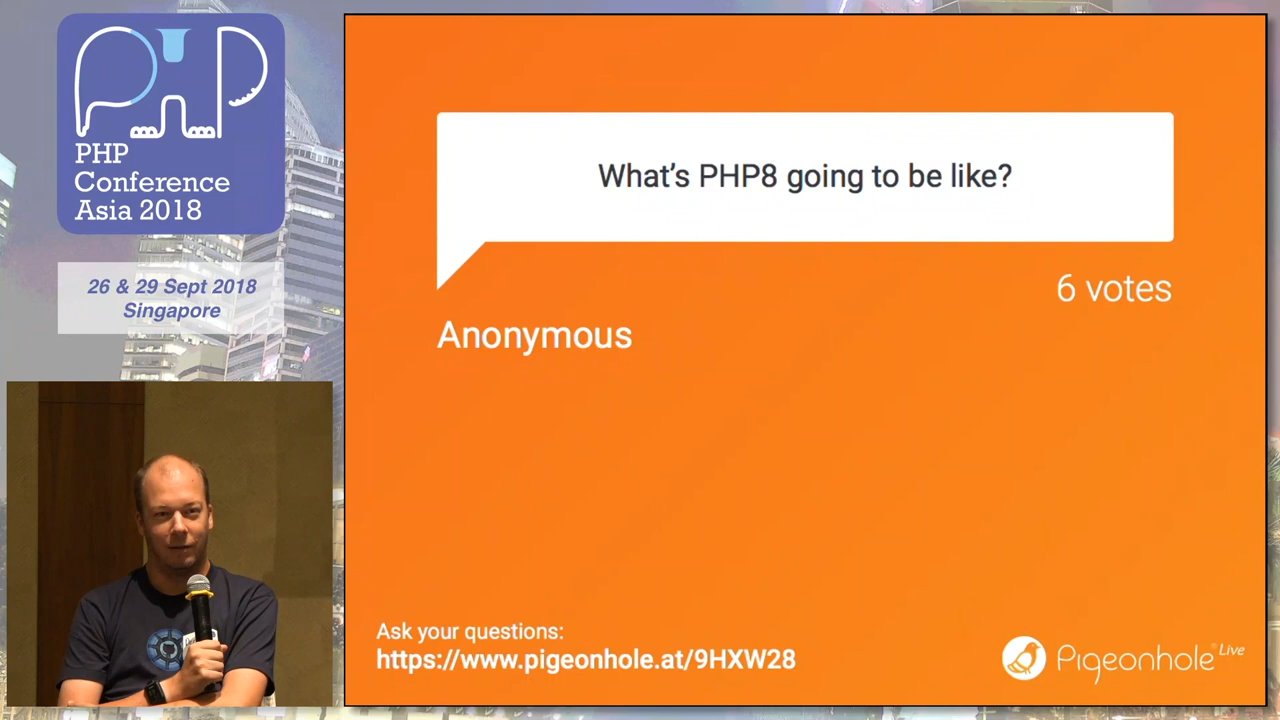 PHP
PHP
Conference
Asia 2018
26 & 29 Sept 2018
Singapore
What's PHP8 going to be like?
6 votes
Anonymous
Ask your questions:
https://www.pigeonhole.at/9HXW28
Pigeonhole® Live